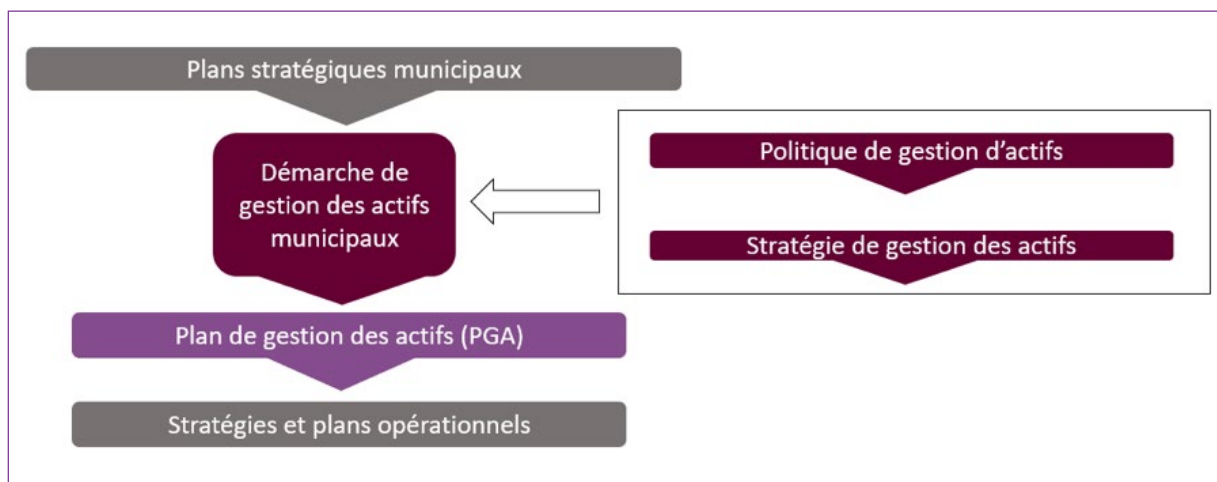 Plans stratégiques municipaux
Démarche de
gestion des actifs
municipaux
Politique de gestion d’actifs
Stratégie de gestion des actifs
Plan de gestion des actifs (PGA)
Stratégies et plans opérationnels